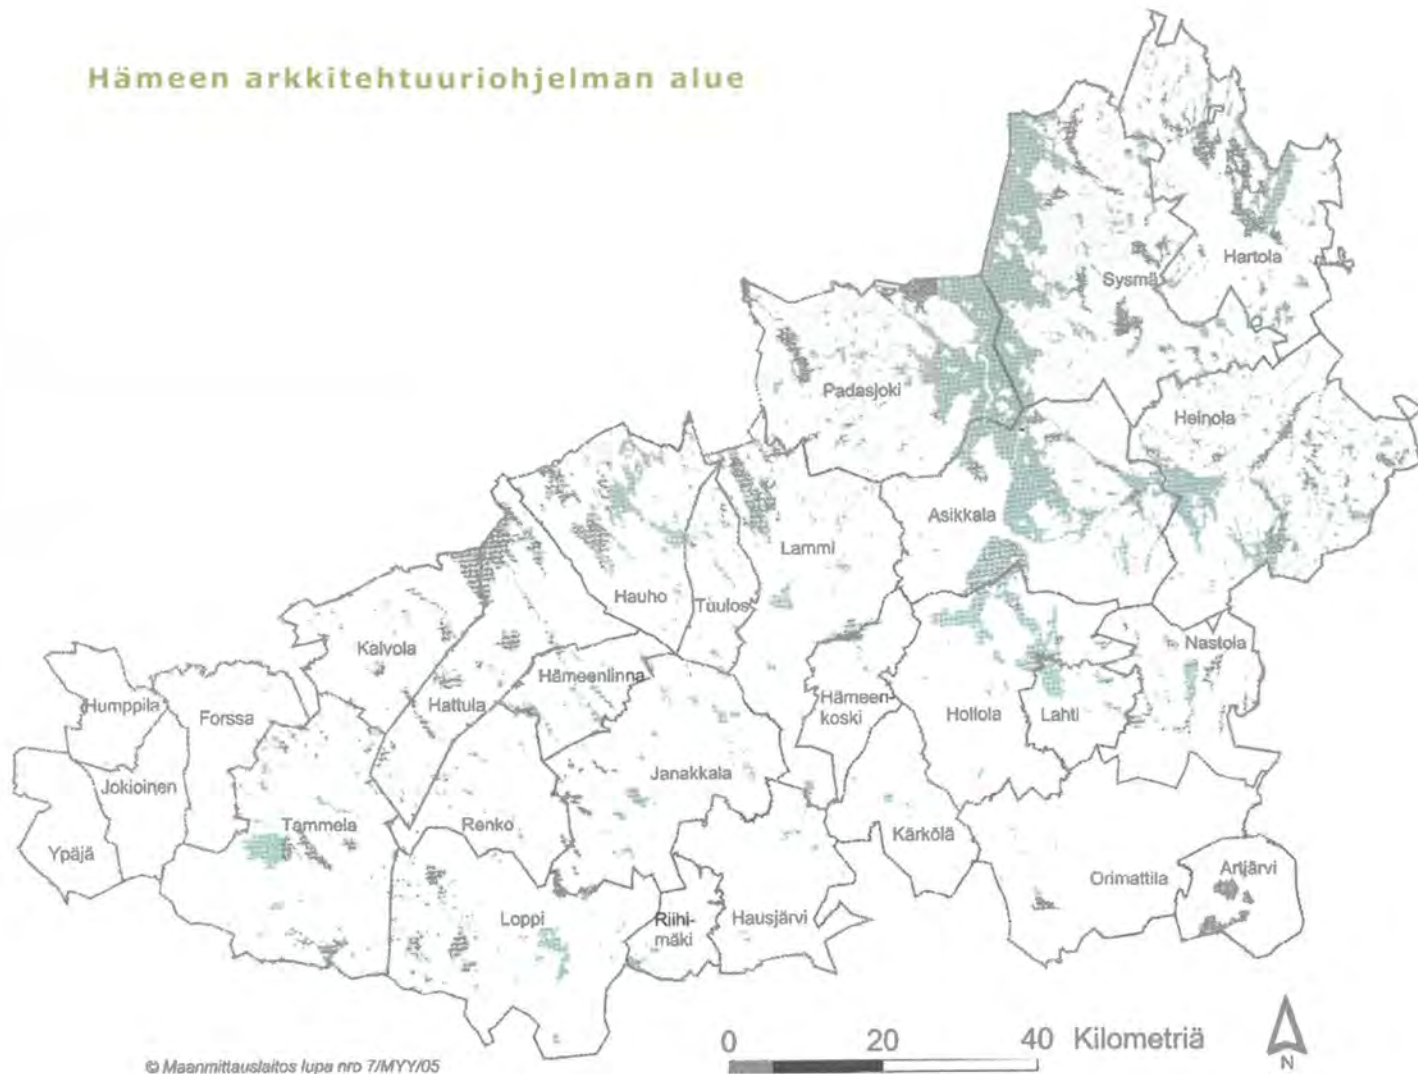 Hämeen arkkitehtuuriohjelman alue
Hartola
Sysmä
Padasjoki
Heinola
Asikkala
Lammi
Hauho
Tuulos
Kalvola
Nastola
Hämeenlinna
Humppila
Forssa
Hattula
Hämeen-
koski
Hollola
Lahti
Jokioinen
Janakkala
Tammela
Renko
Kärkölä
Ypäjä
Orimattila
Artjärvi
Loppi
Riihi-
mäki
Hausjärvi
0 20 40 Kilometriä
N
© Maanmittauslaitos lupa nro 7/MYY/05